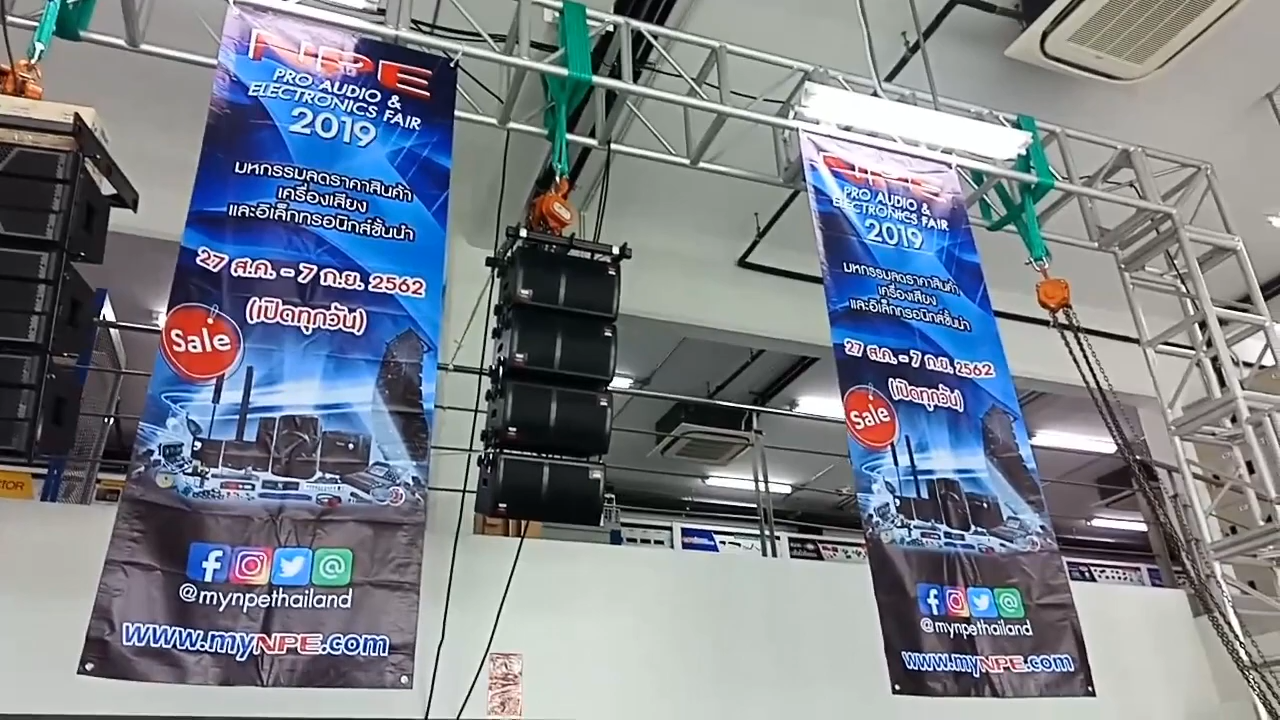 NPE
PRO AUDIO &
ELECTRONICS FAIR
2019
มหกรรมลดราคาสินค้า
เครื่องเสียง
และอิเล็กทรอนิกส์ชั้นนำ
27 ส.ค. - 7 ก.ย. 2562
(เปิดทุกวัน)
Sale
@mynpethailand
www.myNPE.com
NPE
PRO AUDIO &
ELECTRONICS FAIR
2019
มหกรรมลดราคาสินค้า
เครื่องเสียง
และอิเล็กทรอนิกส์ชั้นนำ
27 ส.ค. - 7 ก.ย. 2562
(เปิดทุกวัน)
Sale
@mynpethailand
www.myNPE.com